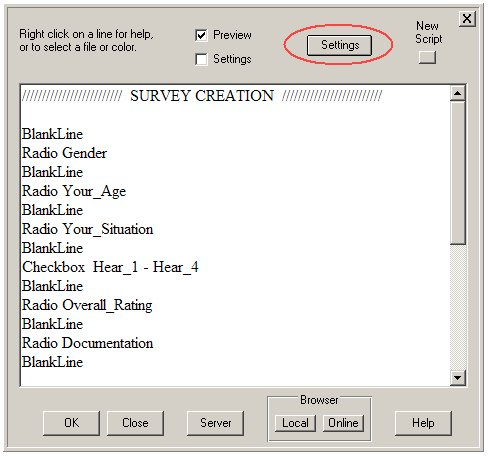 Right click on a line for help,
or to select a file or color.
Preview
Settings
Settings
New
Script
///////////////////////// SURVEY CREATION /////////////////////////
BlankLine
Radio Gender
BlankLine
Radio Your_Age
BlankLine
Radio Your_Situation
BlankLine
Checkbox Hear_1 - Hear_4
BlankLine
Radio Overall_Rating
BlankLine
Radio Documentation
BlankLine
OK
Close
Server
Browser
Local
Online
Help